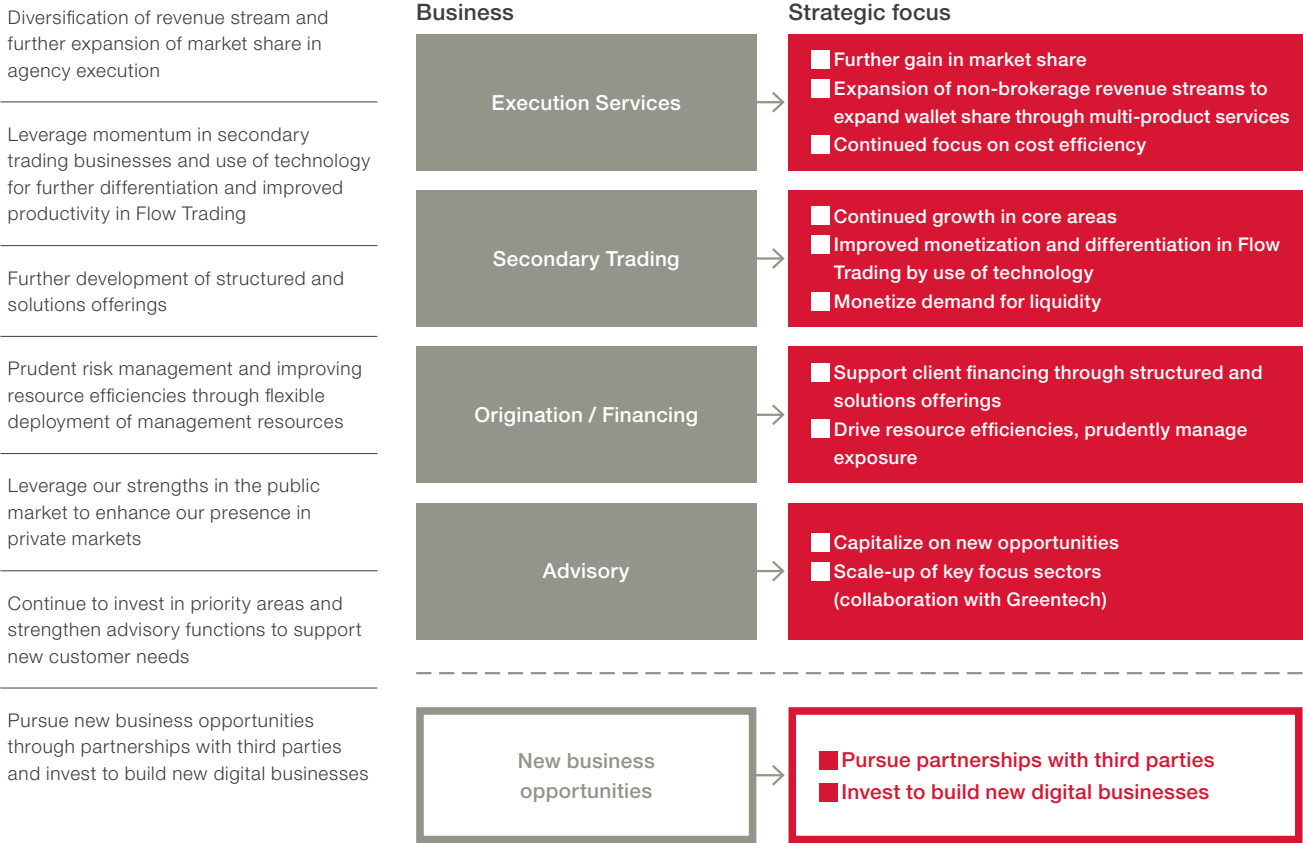 Diversification of revenue stream and
further expansion of market share in
agency execution
Leverage momentum in secondary
trading businesses and use of technology
for further differentiation and improved
productivity in Flow Trading
Further development of structured and
solutions offerings
Prudent risk management and improving
resource efficiencies through flexible
deployment of management resources
Leverage our strengths in the public
market to enhance our presence in
private markets
Continue to invest in priority areas and
strengthen advisory functions to support
new customer needs
Pursue new business opportunities
through partnerships with third parties
and invest to build new digital businesses
Business
Strategic focus
Execution Services
Further gain in market share
Expansion of non-brokerage revenue streams to
expand wallet share through multi-product services
Continued focus on cost efficiency
Secondary Trading
Continued growth in core areas
Improved monetization and differentiation in Flow
Trading by use of technology
Monetize demand for liquidity
Origination / Financing
Support client financing through structured and
solutions offerings
Drive resource efficiencies, prudently manage
exposure
Advisory
Capitalize on new opportunities
Scale-up of key focus sectors
(collaboration with Greentech)
New business
opportunities
Pursue partnerships with third parties
Invest to build new digital businesses